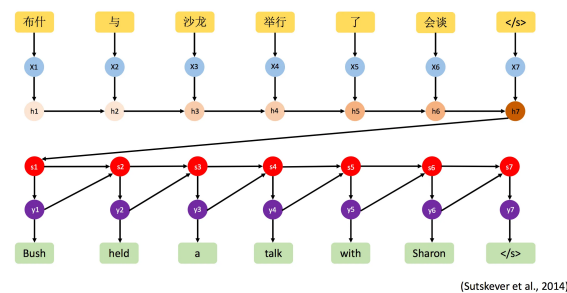 布什 与 沙龙 举行 了 会谈 </s>
X1 X2 X3 X4 X5 X6 X7
h1 h2 h3 h4 h5 h6 h7
s1 s2 s3 s4 s5 s6 s7
y1 y2 y3 y4 y5 y6 y7
Bush held a talk with Sharon </s>
(Sutskever et al., 2014)